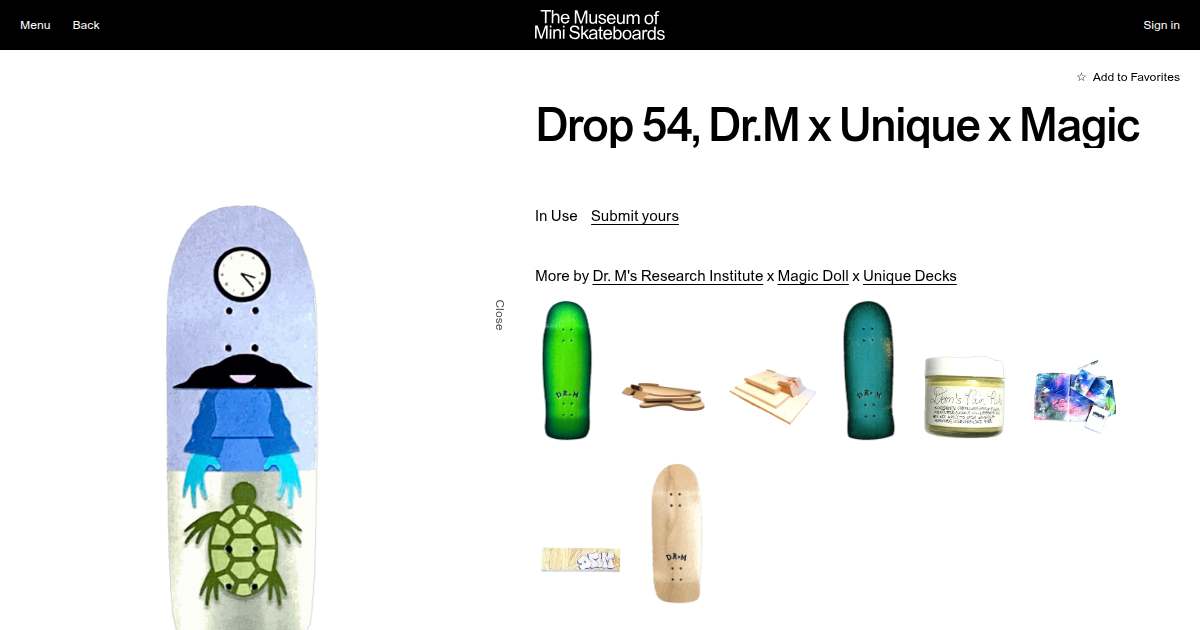 Menu
Back
The Museum of
Mini Skateboards
Sign in
☆ Add to Favorites
Drop 54, Dr.M x Unique x Magic
In Use
Submit yours
Close
More by Dr. M's Research Institute x Magic Doll x Unique Decks
DR.M
DR.M
DR.M